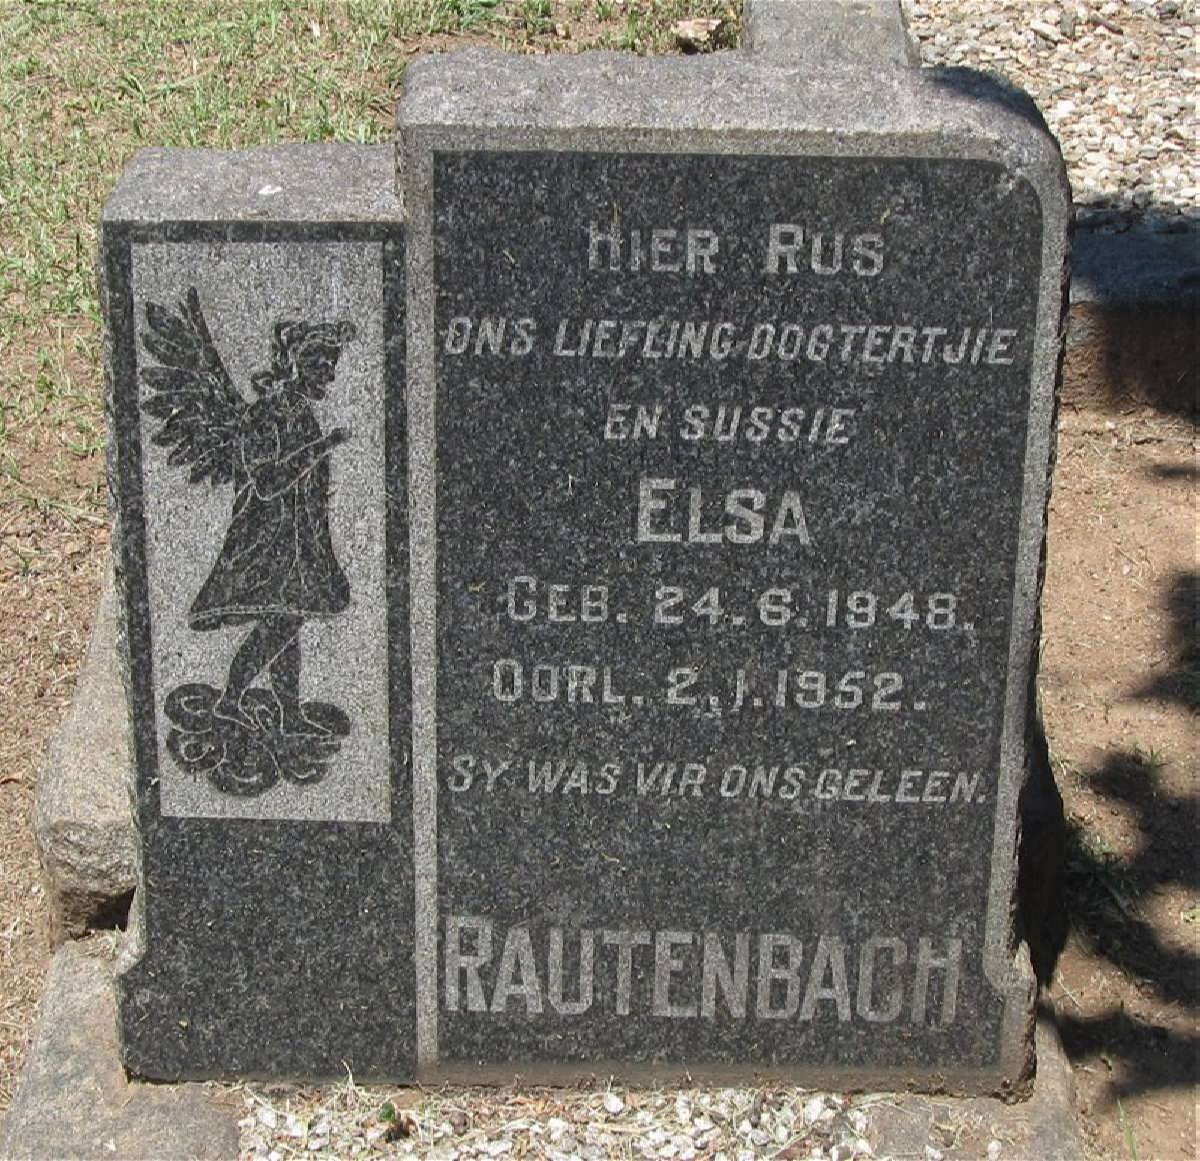 HIER RUS
ONS LIEFLING DOGTERTJIE
EN SUSSIE
ELSA
GEB. 24.6.1948.
OORL. 2.1.1952.
SY WAS VIR ONS GELEEN.
RAUTENBACH